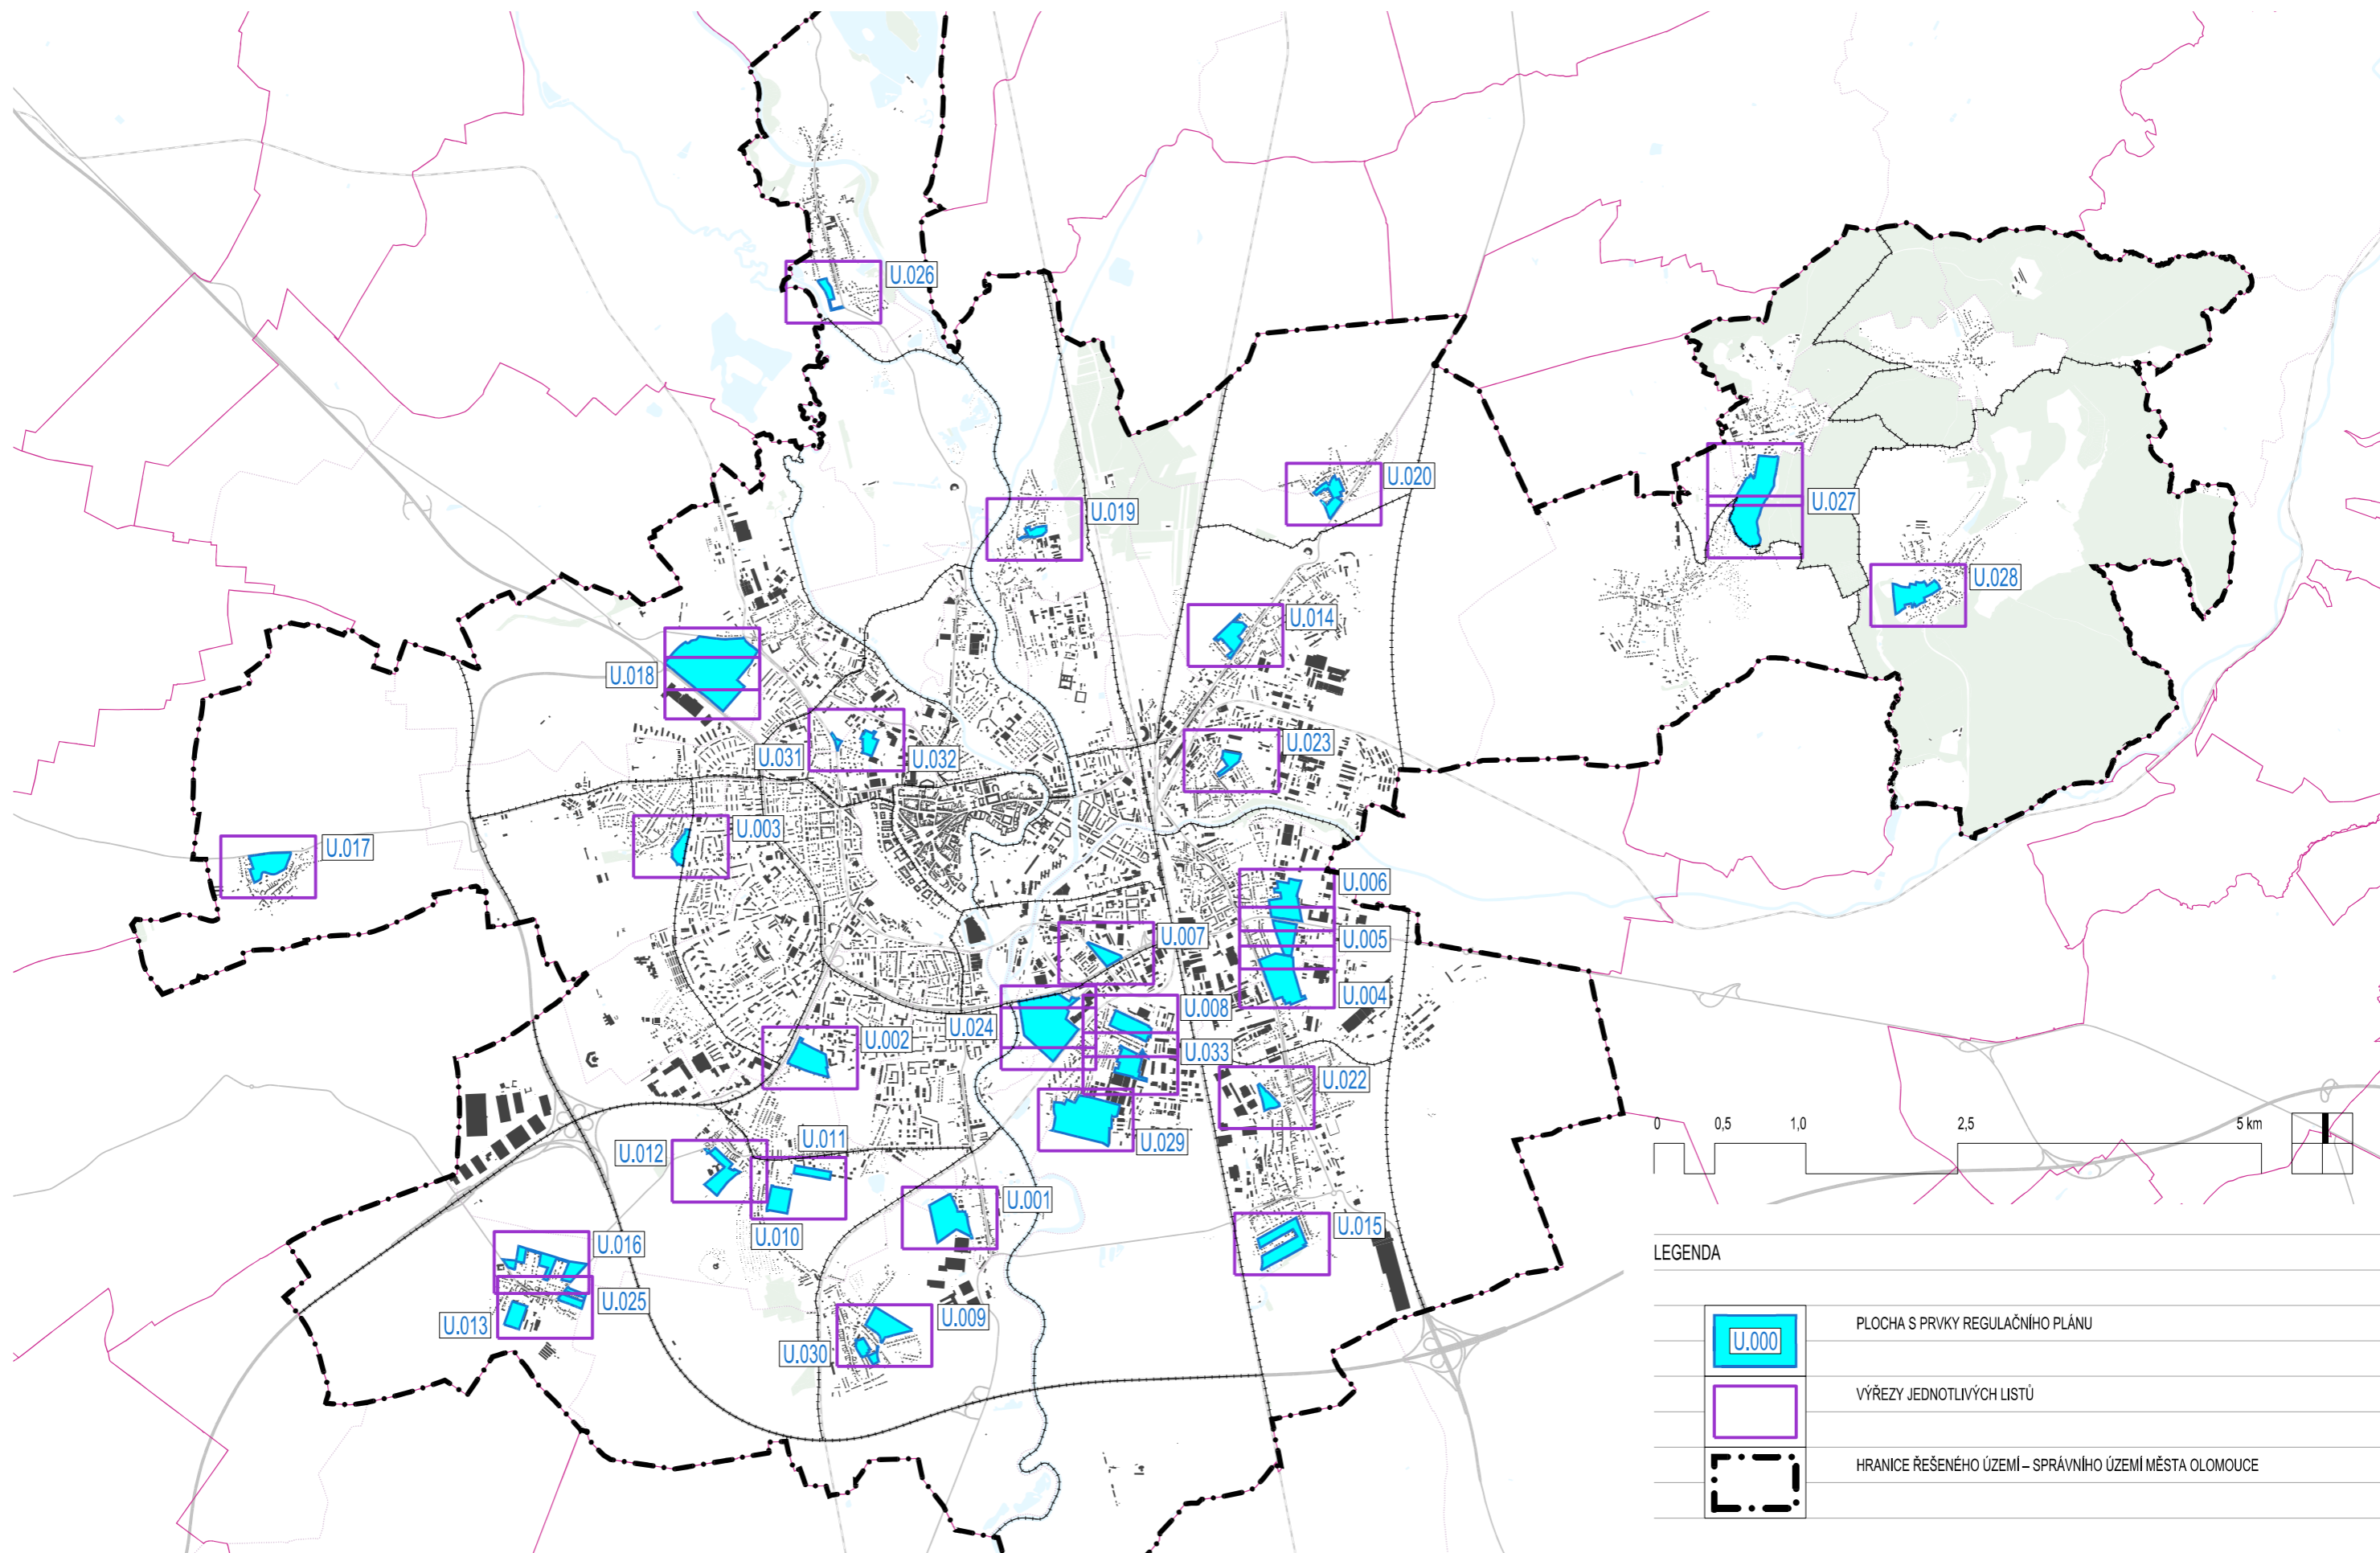 U.026
U.020
U.019
U.027
U.028
U.014
U.018
U.031
U.032
U.023
U.003
U.017
U.006
U.007
U.005
U.004
U.024
U.008
U.002
U.033
U.022
U.012
U.011
U.029
U.010
U.001
U.015
U.016
U.025
U.013
U.009
U.030
0 0,5 1,0 2,5 5 km
LEGENDA
U.000 PLOCHA S PRVKY REGULAČNÍHO PLÁNU
VÝŘEZY JEDNOTLIVÝCH LISTŮ
HRANICE ŘEŠENÉHO ÚZEMÍ – SPRÁVNÍHO ÚZEMÍ MĚSTA OLOMOUCE